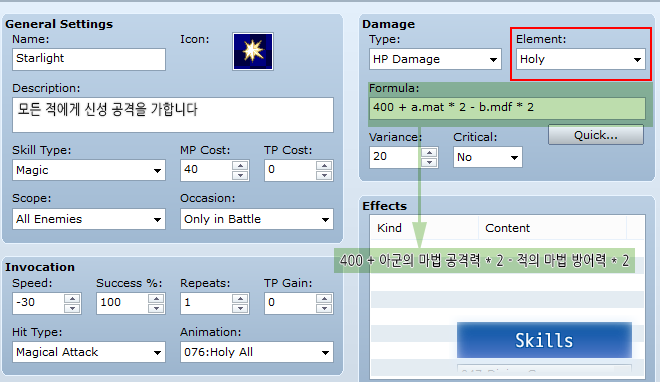 General Settings
Name:
Icon:
Starlight
Description:
모든 적에게 신성 공격을 가합니다
Skill Type:
MP Cost:
TP Cost:
Magic
40
0
Scope:
Occasion:
All Enemies
Only in Battle
Invocation
Speed:
Success %:
Repeats:
TP Gain:
-30
100
1
0
Hit Type:
Animation:
Magical Attack
076:Holy All
Damage
Type:
Element:
HP Damage
Holy
Formula:
400 + a.mat * 2 - b.mdf * 2
Variance:
Critical:
Quick...
20
No
Effects
Kind
Content
400 + 아군의 마법 공격력 * 2 - 적의 마법 방어력 * 2
Skills